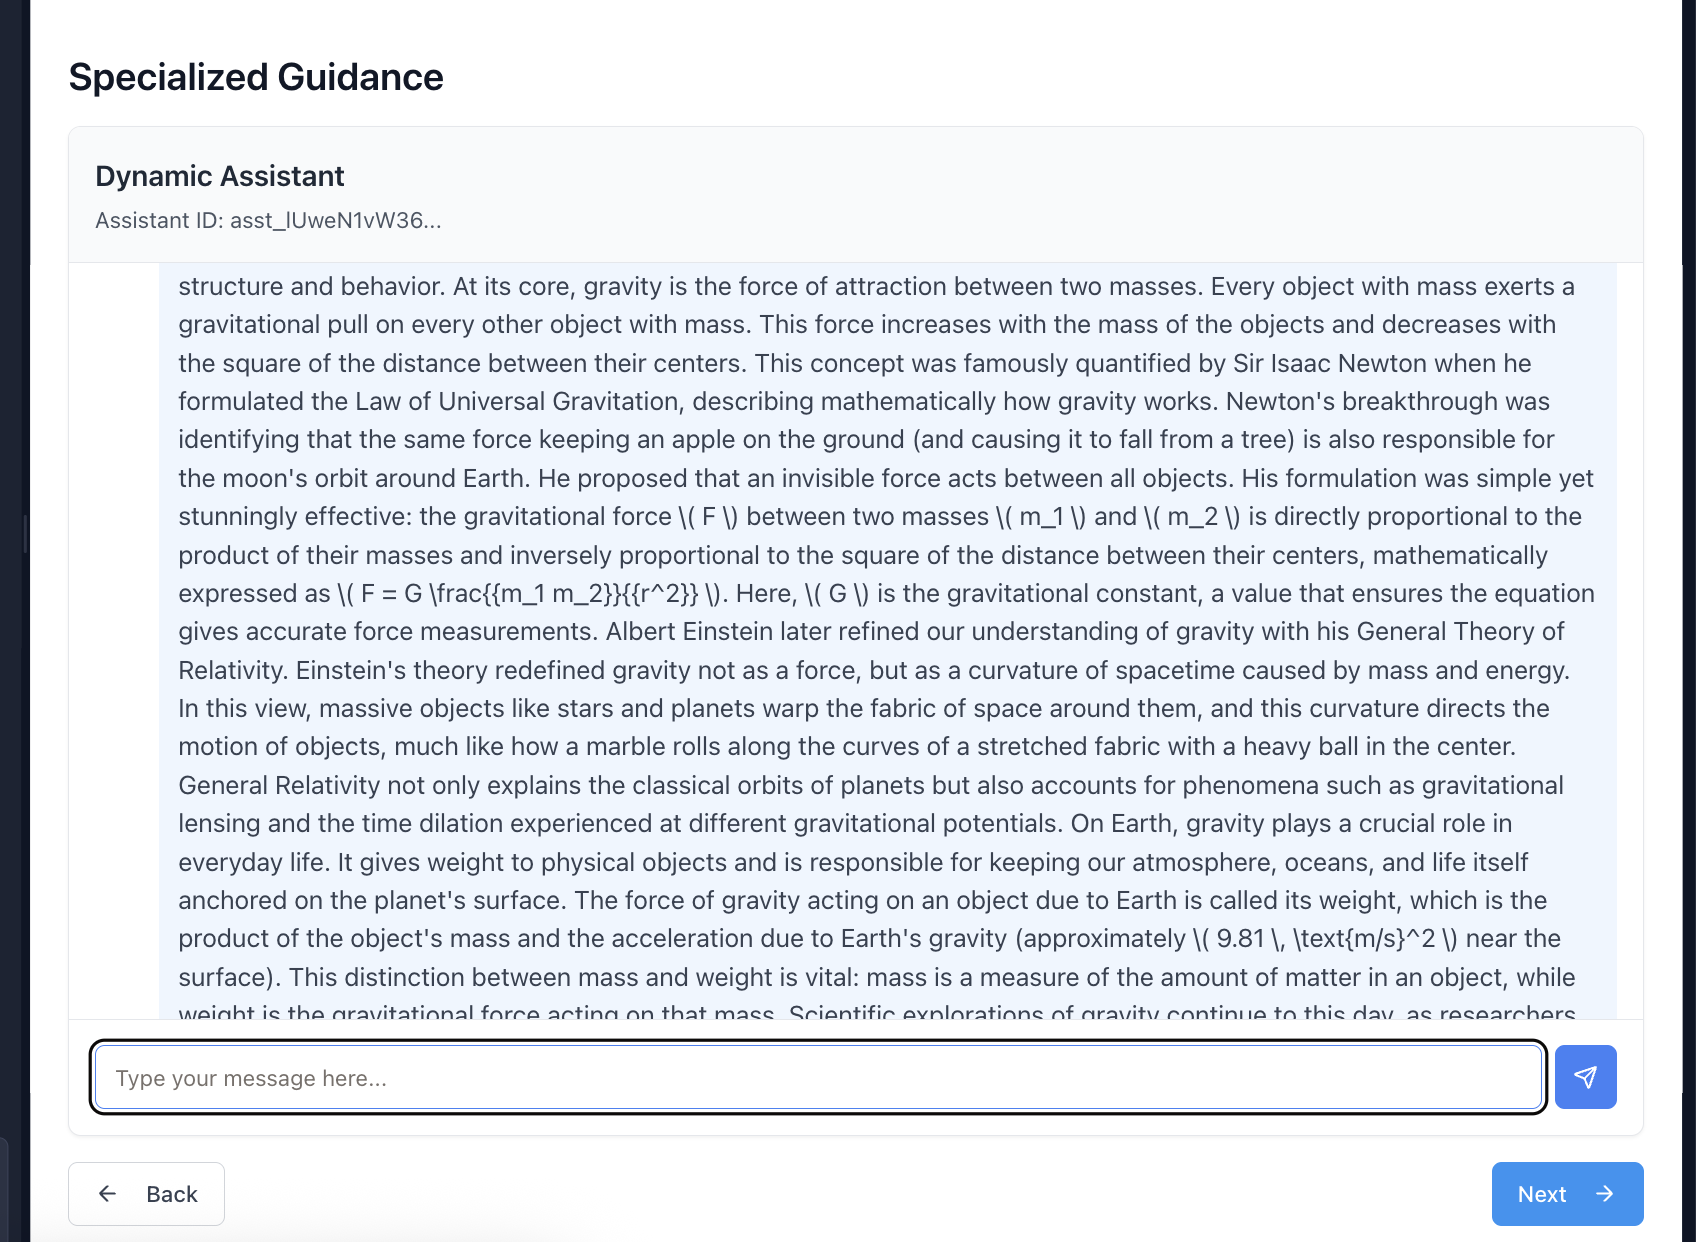 Specialized Guidance
Dynamic Assistant
Assistant ID: asst_lUweN1vW36...
structure and behavior. At its core, gravity is the force of attraction between two masses. Every object with mass exerts a
gravitational pull on every other object with mass. This force increases with the mass of the objects and decreases with
the square of the distance between their centers. This concept was famously quantified by Sir Isaac Newton when he
formulated the Law of Universal Gravitation, describing mathematically how gravity works. Newton's breakthrough was
identifying that the same force keeping an apple on the ground (and causing it to fall from a tree) is also responsible for
the moon's orbit around Earth. He proposed that an invisible force acts between all objects. His formulation was simple yet
stunningly effective: the gravitational force \( F \) between two masses \( m_1 \) and \( m_2 \) is directly proportional to the
product of their masses and inversely proportional to the square of the distance between their centers, mathematically
expressed as \( F = G \frac{{m_1 m_2}}{{r^2}} \). Here, \( G \) is the gravitational constant, a value that ensures the equation
gives accurate force measurements. Albert Einstein later refined our understanding of gravity with his General Theory of
Relativity. Einstein's theory redefined gravity not as a force, but as a curvature of spacetime caused by mass and energy.
In this view, massive objects like stars and planets warp the fabric of space around them, and this curvature directs the
motion of objects, much like how a marble rolls along the curves of a stretched fabric with a heavy ball in the center.
General Relativity not only explains the classical orbits of planets but also accounts for phenomena such as gravitational
lensing and the time dilation experienced at different gravitational potentials. On Earth, gravity plays a crucial role in
everyday life. It gives weight to physical objects and is responsible for keeping our atmosphere, oceans, and life itself
anchored on the planet's surface. The force of gravity acting on an object due to Earth is called its weight, which is the
product of the object's mass and the acceleration due to Earth's gravity (approximately \( 9.81 \, \text{m/s}^2 \) near the
surface). This distinction between mass and weight is vital: mass is a measure of the amount of matter in an object, while
weight is the gravitational force acting on that mass. Scientific explorations of gravity continue to this day, as researchers
Type your message here...
Back
Next